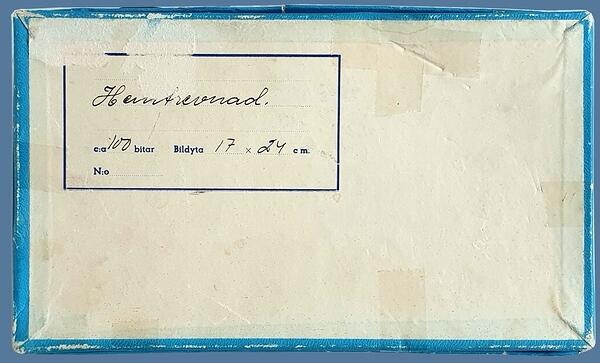 Hemtrevnad.
c:a 100 bitar Bildyta 17 × 24 cm.
N:o